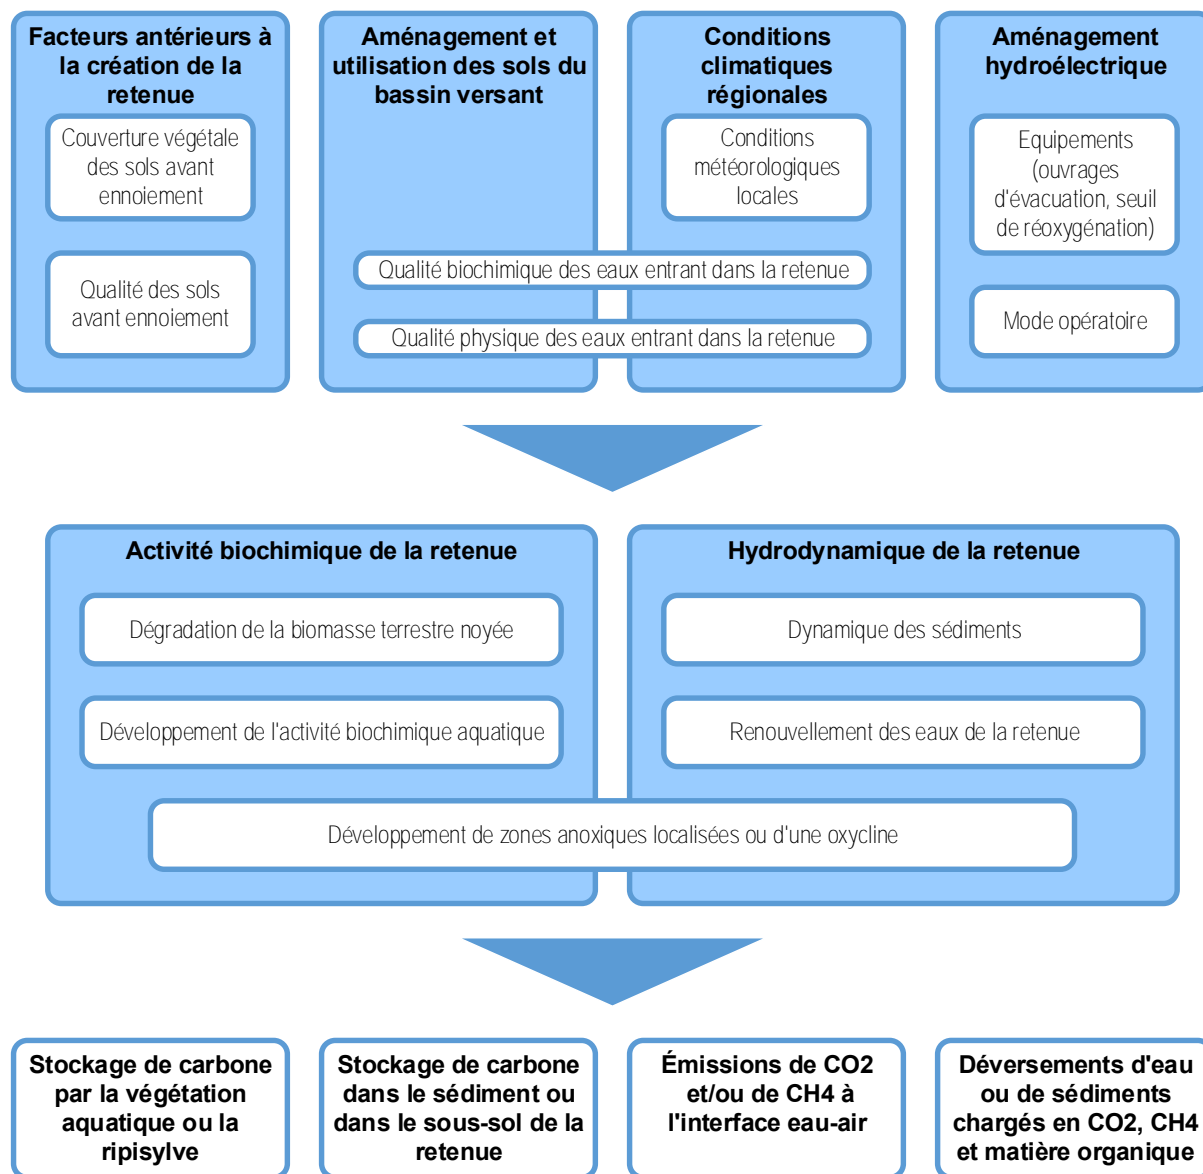 Facteurs antérieurs à
la création de la
retenue
Couverture végétale
des sols avant
ennoiement
Qualité des sols
avant ennoiement
Aménagement et
utilisation des sols du
bassin versant
Conditions
climatiques
régionales
Conditions
météorologiques
locales
Qualité biochimique des eaux entrant dans la retenue
Qualité physique des eaux entrant dans la retenue
Aménagement
hydroélectrique
Equipements
(ouvrages
d'évacuation, seuil
de réoxygénation)
Mode opératoire
Activité biochimique de la retenue
Dégradation de la biomasse terrestre noyée
Développement de l'activité biochimique aquatique
Hydrodynamique de la retenue
Dynamique des sédiments
Renouvellement des eaux de la retenue
Développement de zones anoxiques localisées ou d'une oxycline
Stockage de carbone
par la végétation
aquatique ou la
ripisylve
Stockage de carbone
dans le sédiment ou
dans le sous-sol de la
retenue
Émissions de CO2
et/ou de CH4 à
l'interface eau-air
Déversements d'eau
ou de sédiments
chargés en CO2, CH4
et matière organique